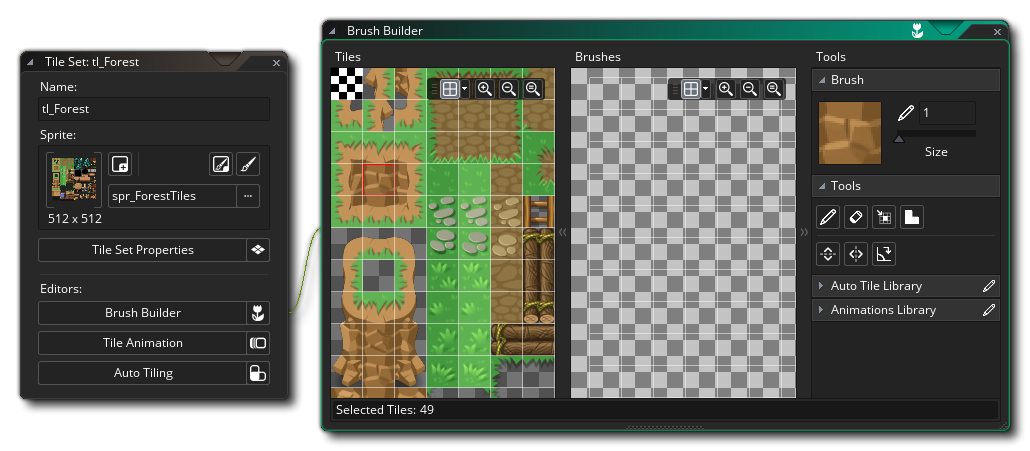 Tile Set: tl_Forest
Name:
tl_Forest
Sprite:
spr_ForestTiles
512 x 512
Tile Set Properties
Editors:
Brush Builder
Tile Animation
Auto Tiling
Brush Builder
Tiles
Brushes
Tools
Brush
1
Size
Tools
Auto Tile Library
Animations Library
Selected Tiles: 49